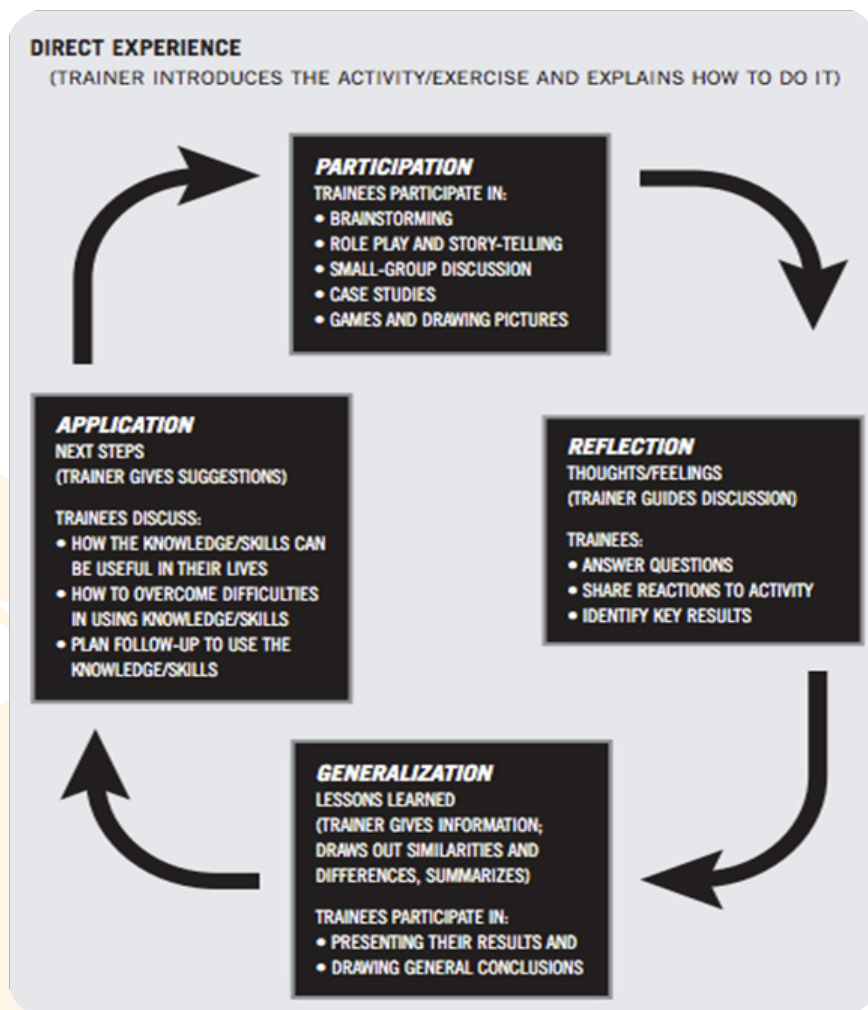 DIRECT EXPERIENCE
(TRAINER INTRODUCES THE ACTIVITY/EXERCISE AND EXPLAINS HOW TO DO IT)
PARTICIPATION
TRAINEES PARTICIPATE IN:
• BRAINSTORMING
• ROLE PLAY AND STORY-TELLING
• SMALL-GROUP DISCUSSION
• CASE STUDIES
• GAMES AND DRAWING PICTURES
REFLECTION
THOUGHTS/FEELINGS
(TRAINER GUIDES DISCUSSION)
TRAINEES:
• ANSWER QUESTIONS
• SHARE REACTIONS TO ACTIVITY
• IDENTIFY KEY RESULTS
GENERALIZATION
LESSONS LEARNED
(TRAINER GIVES INFORMATION;
DRAWS OUT SIMILARITIES AND
DIFFERENCES, SUMMARIZES)
TRAINEES PARTICIPATE IN:
• PRESENTING THEIR RESULTS AND
• DRAWING GENERAL CONCLUSIONS
APPLICATION
NEXT STEPS
(TRAINER GIVES SUGGESTIONS)
TRAINEES DISCUSS:
• HOW THE KNOWLEDGE/SKILLS CAN
BE USEFUL IN THEIR LIVES
• HOW TO OVERCOME DIFFICULTIES
IN USING KNOWLEDGE/SKILLS
• PLAN FOLLOW-UP TO USE THE
KNOWLEDGE/SKILLS